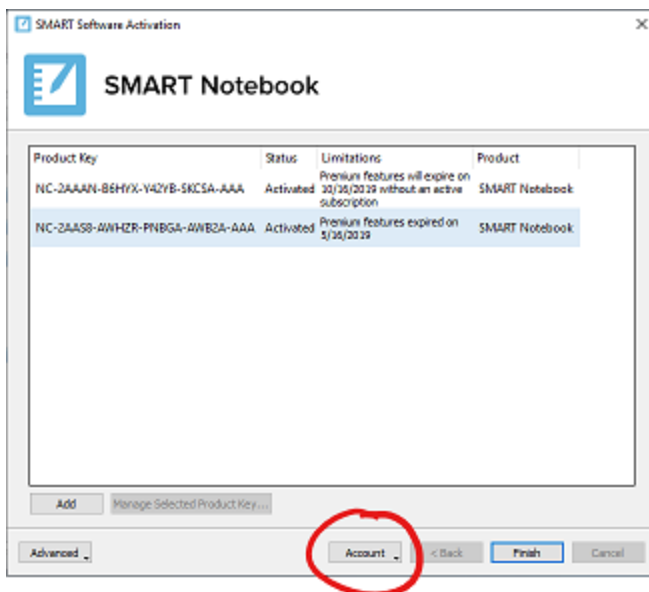 SMART Software Activation
SMART Notebook
Product Key Status Limitations Product
NC-2AAAN-B6HYX-Y42YB-SKCSA-AAA Activated Premium features will expire on 10/16/2019 without an active subscription SMART Notebook
NC-2AAS8-AWHZR-PNBGA-AWB2A-AAA Activated Premium features expired on 5/16/2019 SMART Notebook
Add Manage Selected Product Key...
Advanced Account < Back Finish Cancel